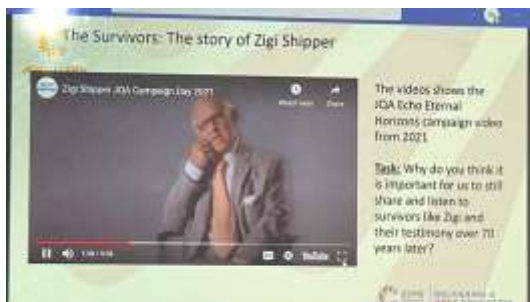 The Survivors: The story of Zigi Shipper
Zigi Shipper JQA Campaign Day 2021
Watch later
Share
The videos shows the
JQA Echo Eternal
Horizons campaign video
from 2021
Task: Why do you think it
is important for us to still
share and listen to
survivors like Zigi and
their testimony over 70
years later?
YouTube